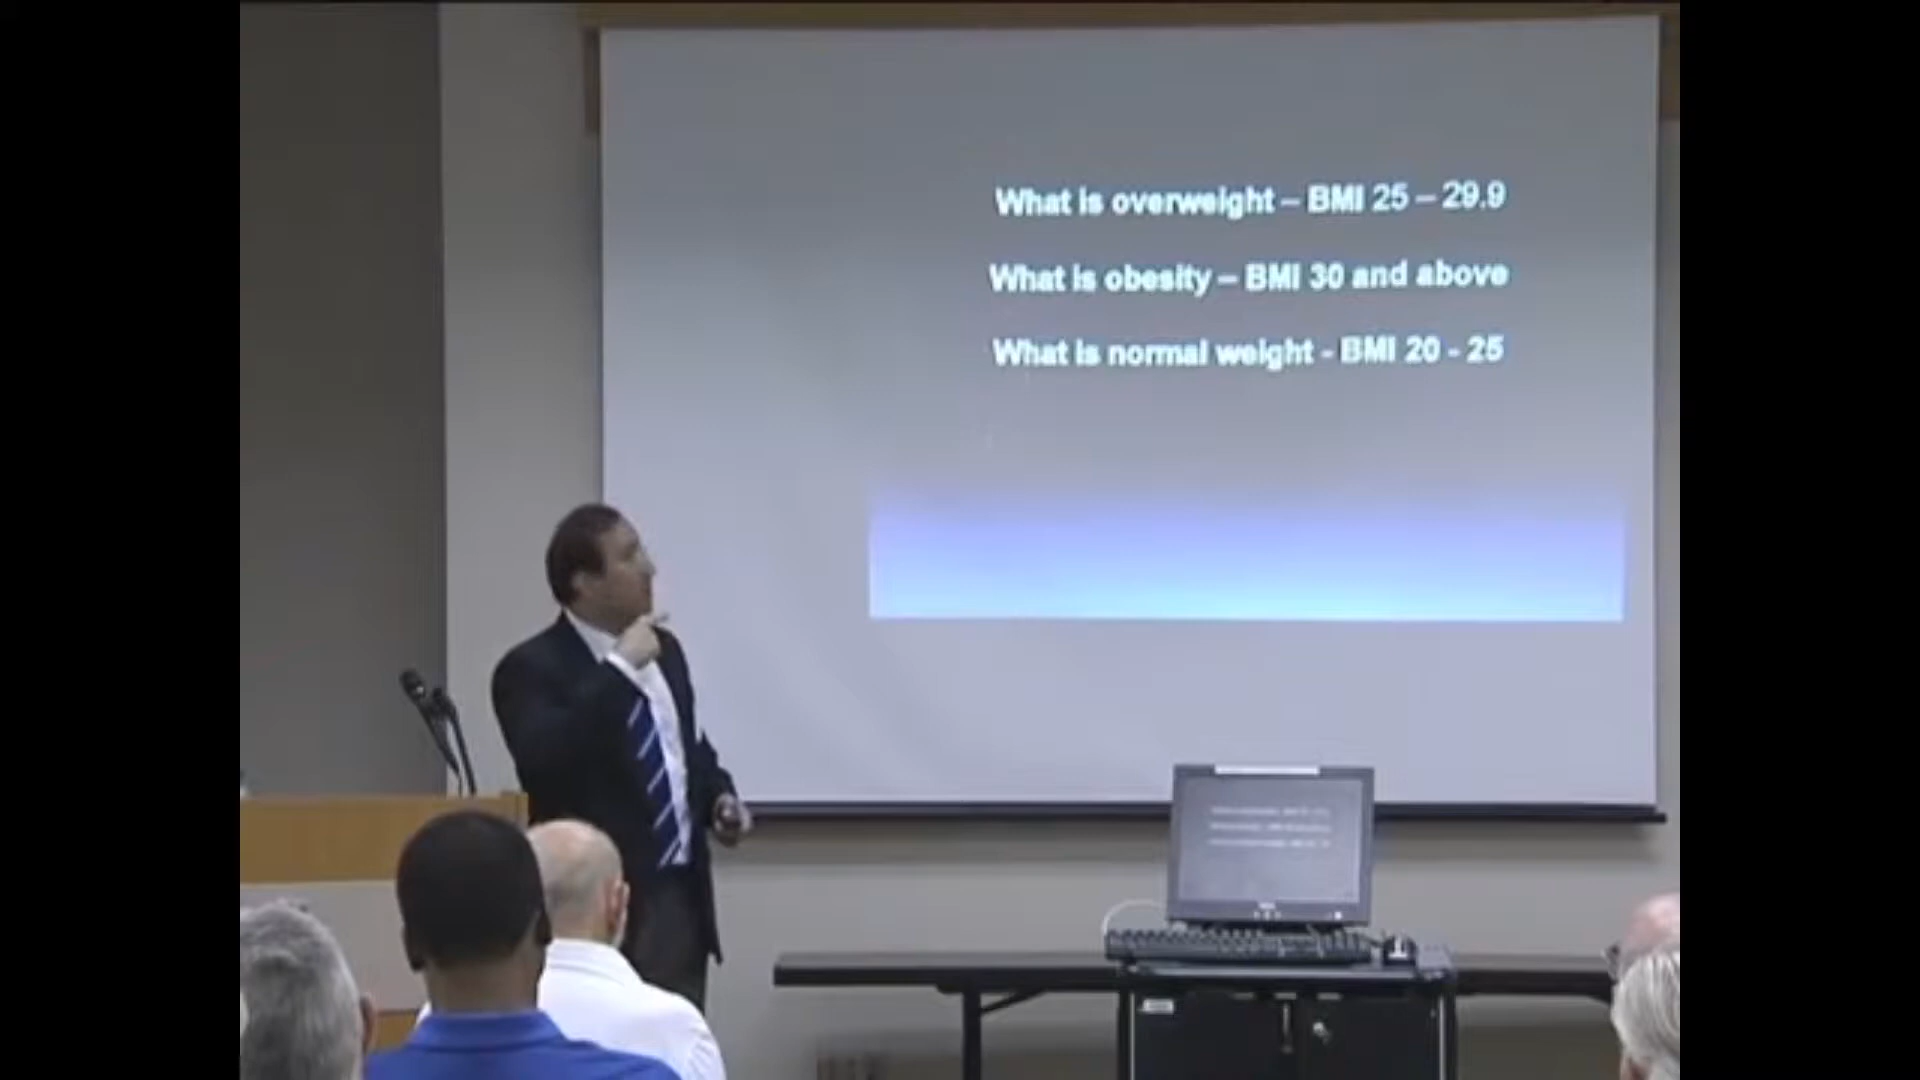 What is overweight – BMI 25 – 29.9
What is obesity – BMI 30 and above
What is normal weight - BMI 20 - 25